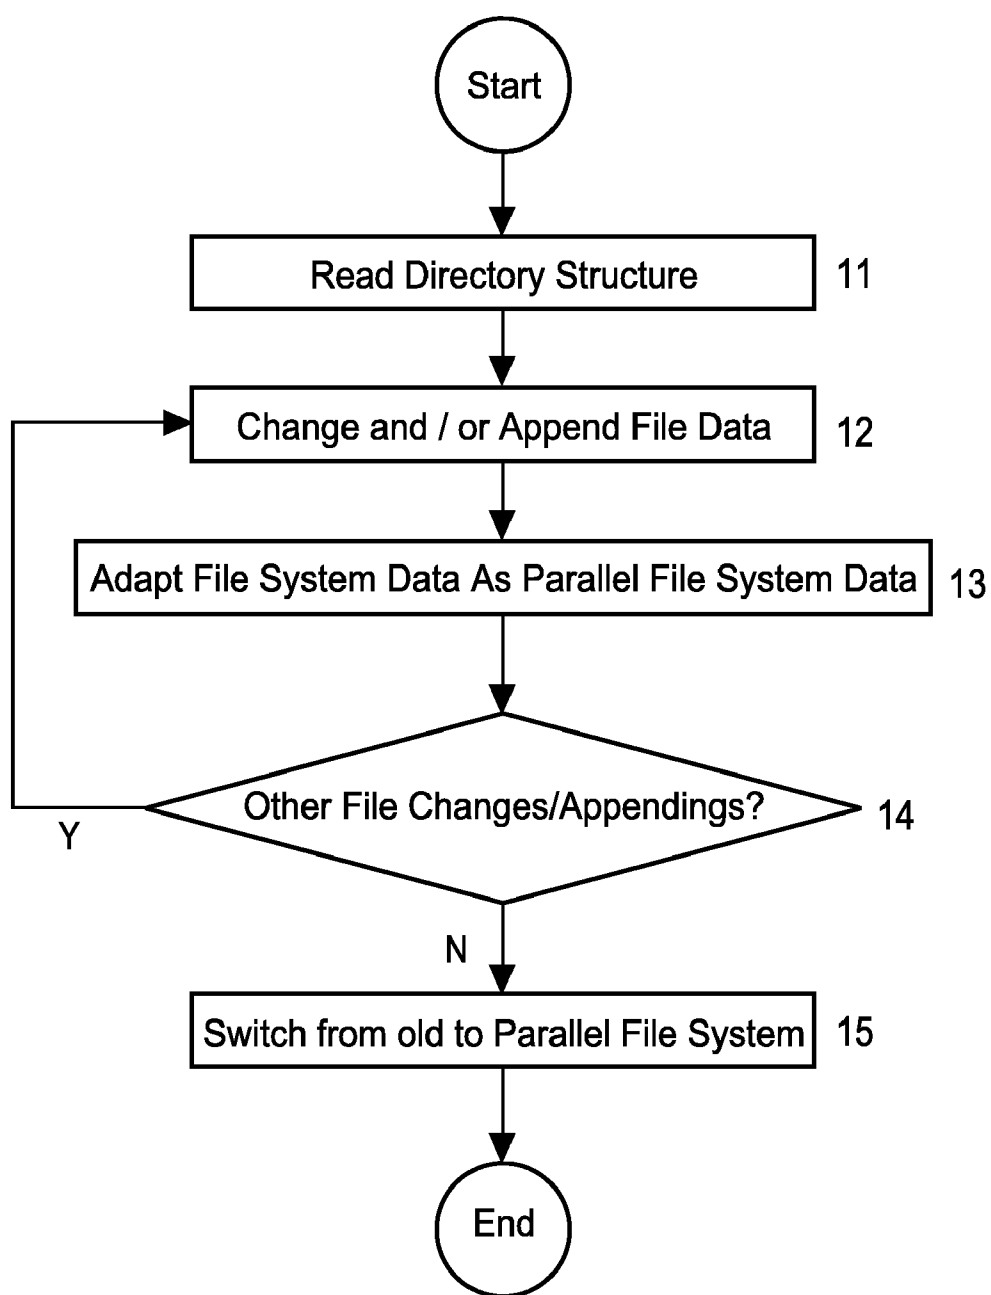 Start
Read Directory Structure 11
Change and / or Append File Data 12
Adapt File System Data As Parallel File System Data 13
Other File Changes/Appendings? 14
Y
N
Switch from old to Parallel File System 15
End